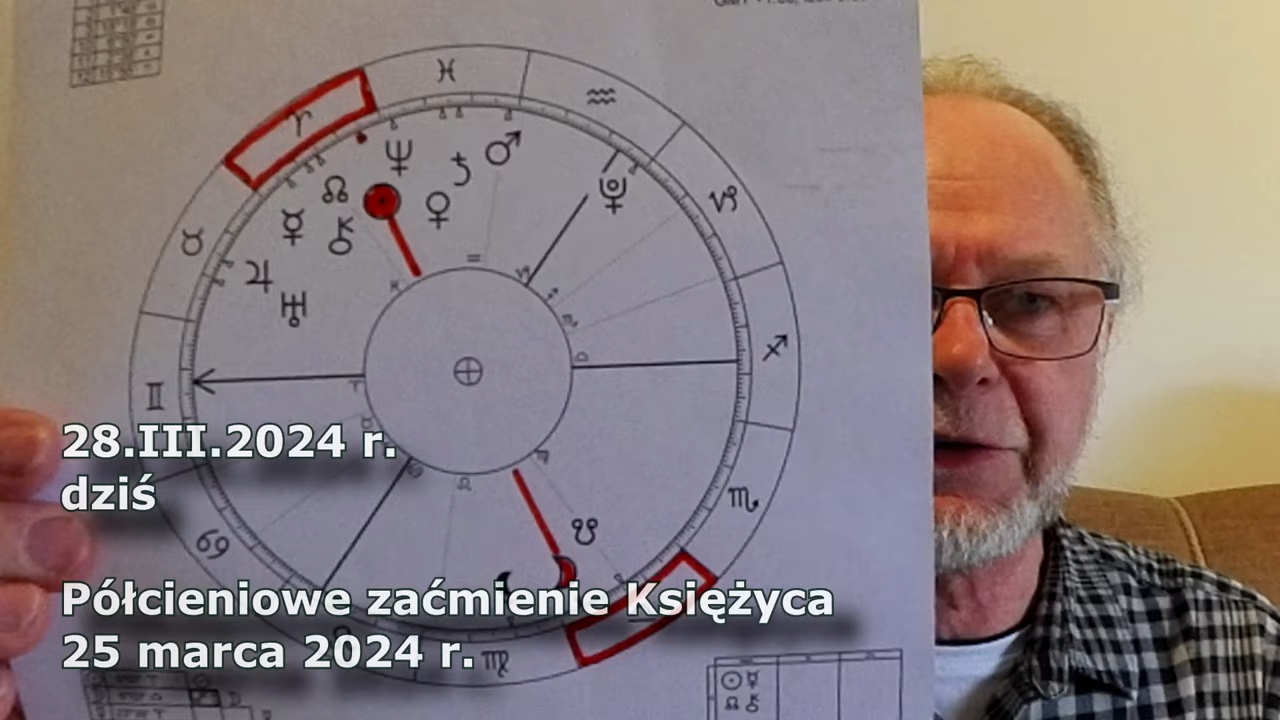 28.III.2024 r.
dziś
Półcieniowe zaćmienie Księżyca
25 marca 2024 r.